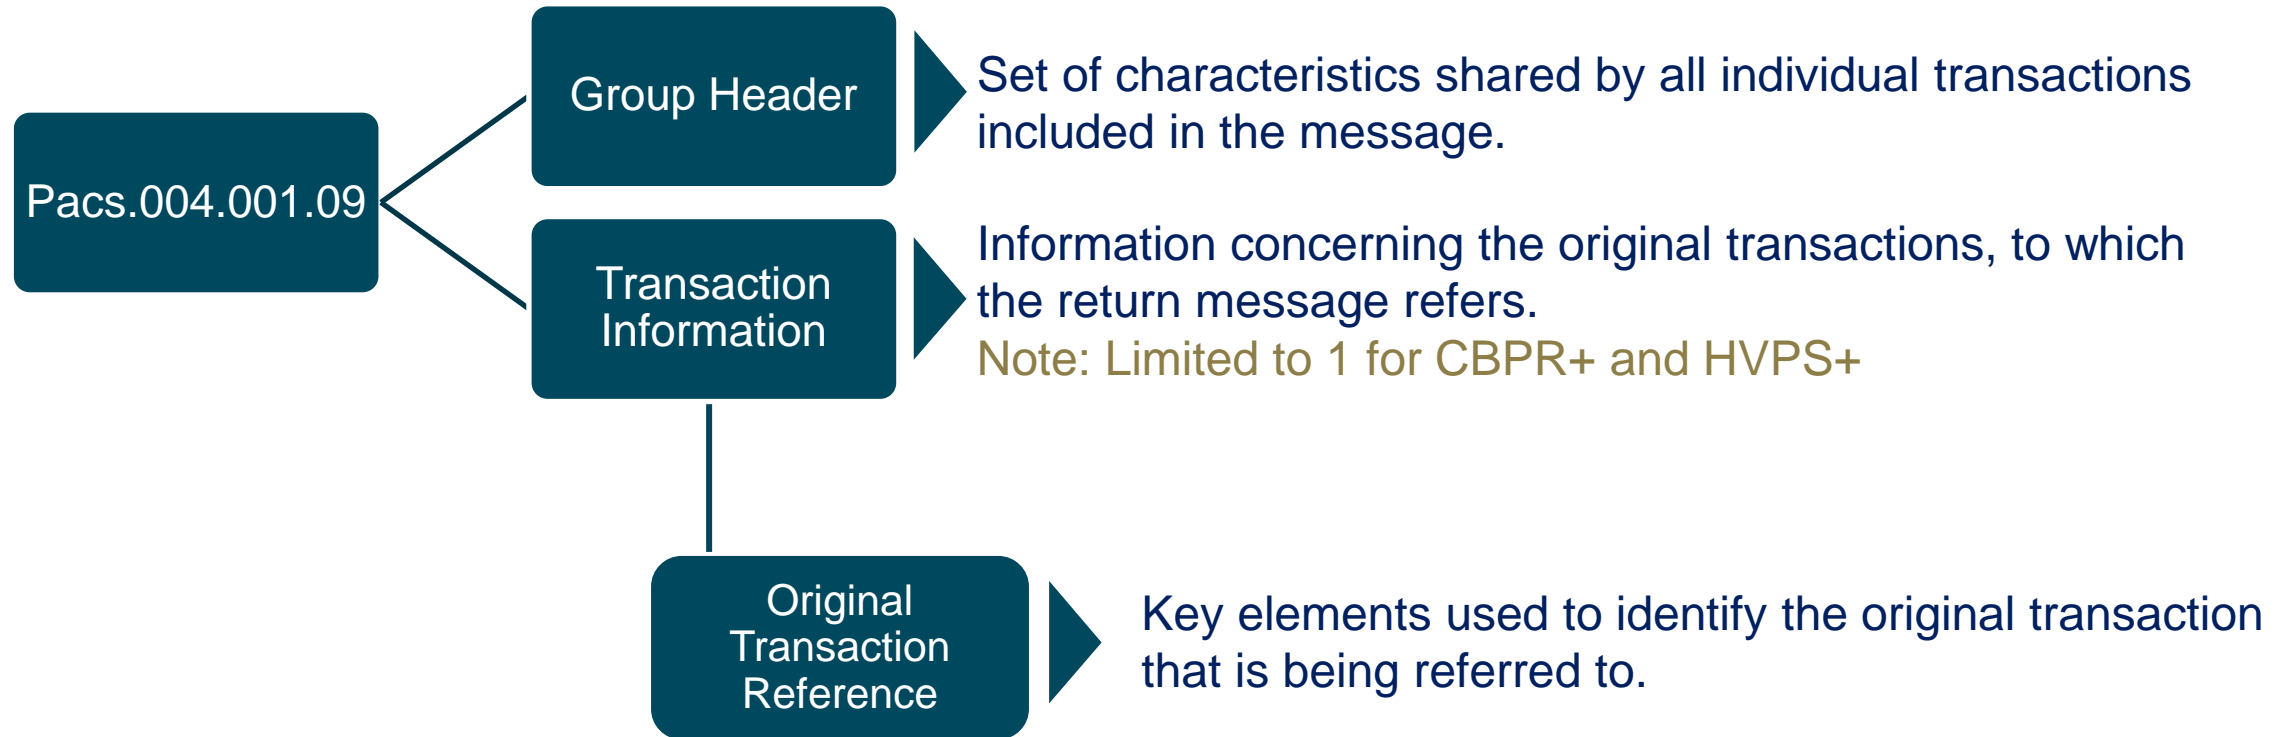 Pacs.004.001.09
Group Header
Set of characteristics shared by all individual transactions
included in the message.
Transaction
Information
Information concerning the original transactions, to which
the return message refers.
Note: Limited to 1 for CBPR+ and HVPS+
Original
Transaction
Reference
Key elements used to identify the original transaction
that is being referred to.